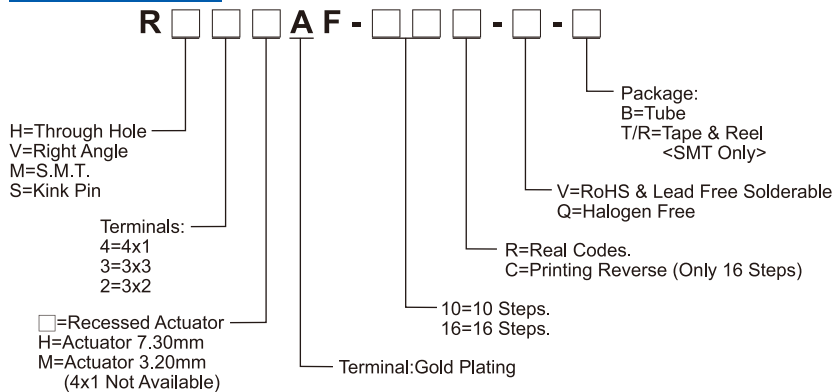 R□□□AF-□□□-□-□
Package:
B=Tube
T/R=Tape & Reel
<SMT Only>
H=Through Hole
V=Right Angle
M=S.M.T.
S=Kink Pin
V=RoHS & Lead Free Solderable
Q=Halogen Free
Terminals:
4=4x1
3=3x3
2=3x2
R=Real Codes.
C=Printing Reverse (Only 16 Steps)
10=10 Steps.
16=16 Steps.
□=Recessed Actuator
H=Actuator 7.30mm
M=Actuator 3.20mm
(4x1 Not Available)
Terminal:Gold Plating